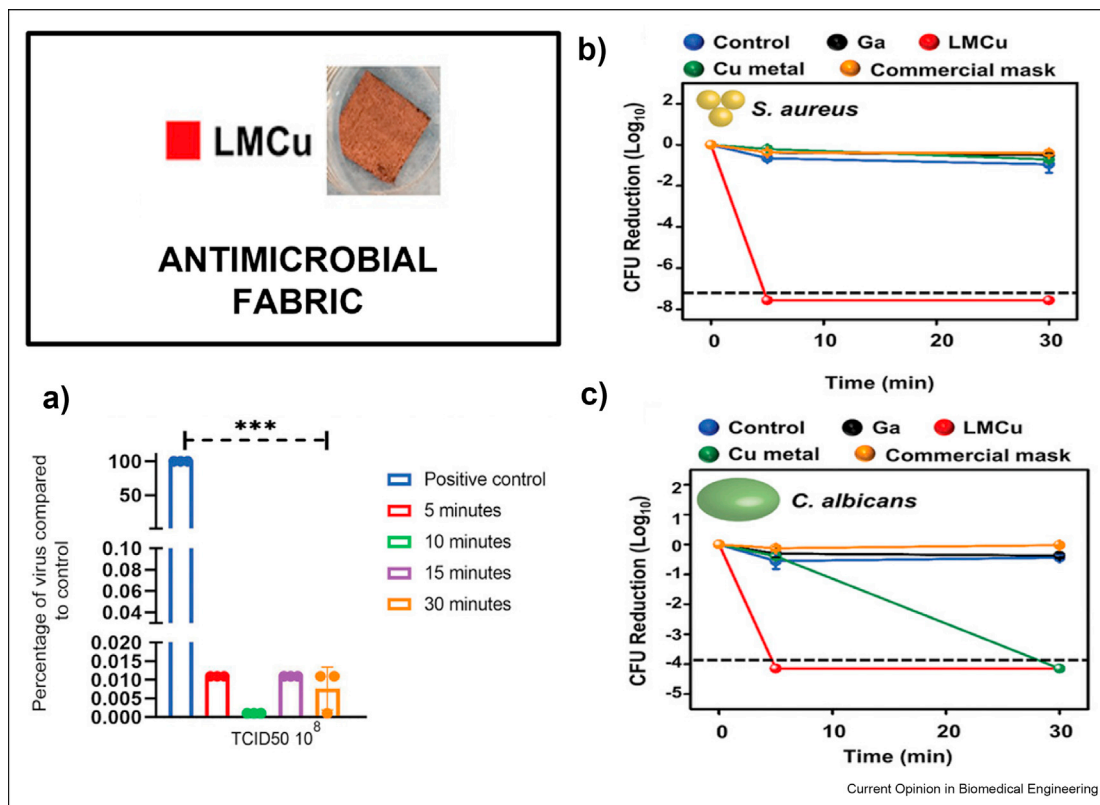 LMCu
ANTIMICROBIAL
FABRIC
a)
***
Percentage of virus compared
to control
100
50
0.10
0.08
0.06
0.04
0.020
0.015
0.010
0.005
0.000
TCID50 10⁸
Positive control
5 minutes
10 minutes
15 minutes
30 minutes
b)
Control Ga LMCu
Cu metal Commercial mask
S. aureus
CFU Reduction (Log₁₀)
2
0
-2
-4
-6
-8
0 10 20 30
Time (min)
c)
Control Ga LMCu
Cu metal Commercial mask
C. albicans
CFU Reduction (Log₁₀)
2
1
0
-1
-2
-3
-4
-5
0 10 20 30
Time (min)
Current Opinion in Biomedical Engineering